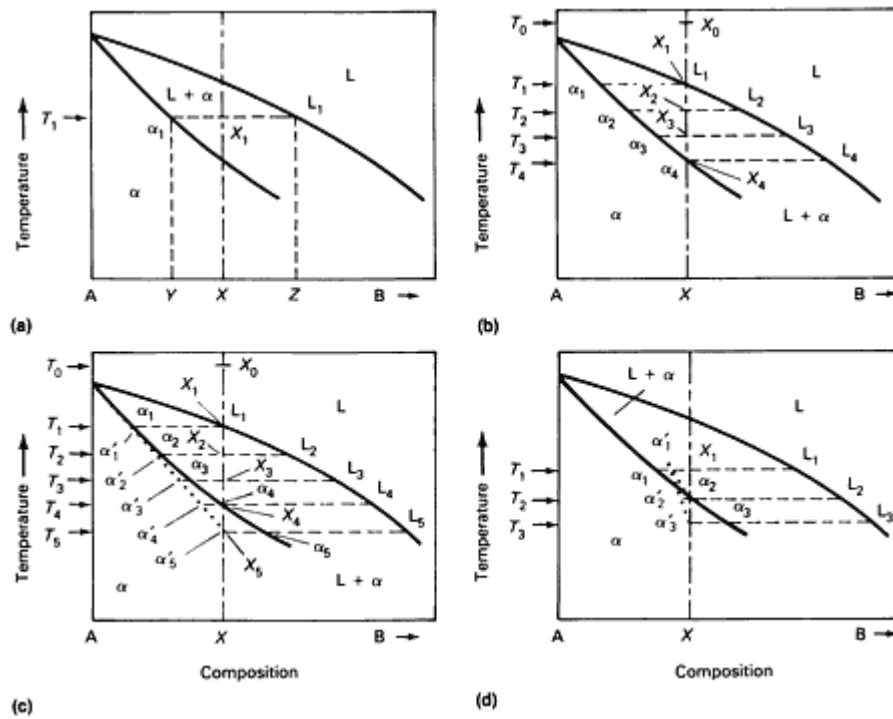 Temperature
T1
L + α
L
L1
α1
X1
α
A
Y
X
Z
B
(a)
Temperature
T0
X0
X1
L1
L
T1
α1
X2
L2
T2
α2
X3
L3
T3
α3
L4
T4
α4
X4
α
L + α
A
X
B
(b)
Temperature
T0
X0
X1
L1
L
T1
α1
α′1
α2
X2
L2
T2
α′2
α3
X3
L3
T3
α′3
α4
L4
T4
X4
α′4
L5
T5
α′5
X5
α5
α
L + α
A
X
B
Composition
(c)
Temperature
L + α
L
α′1
X1
T1
α1
L1
α2
T2
α′2
L2
α′3
α3
T3
L3
α
A
X
B
Composition
(d)